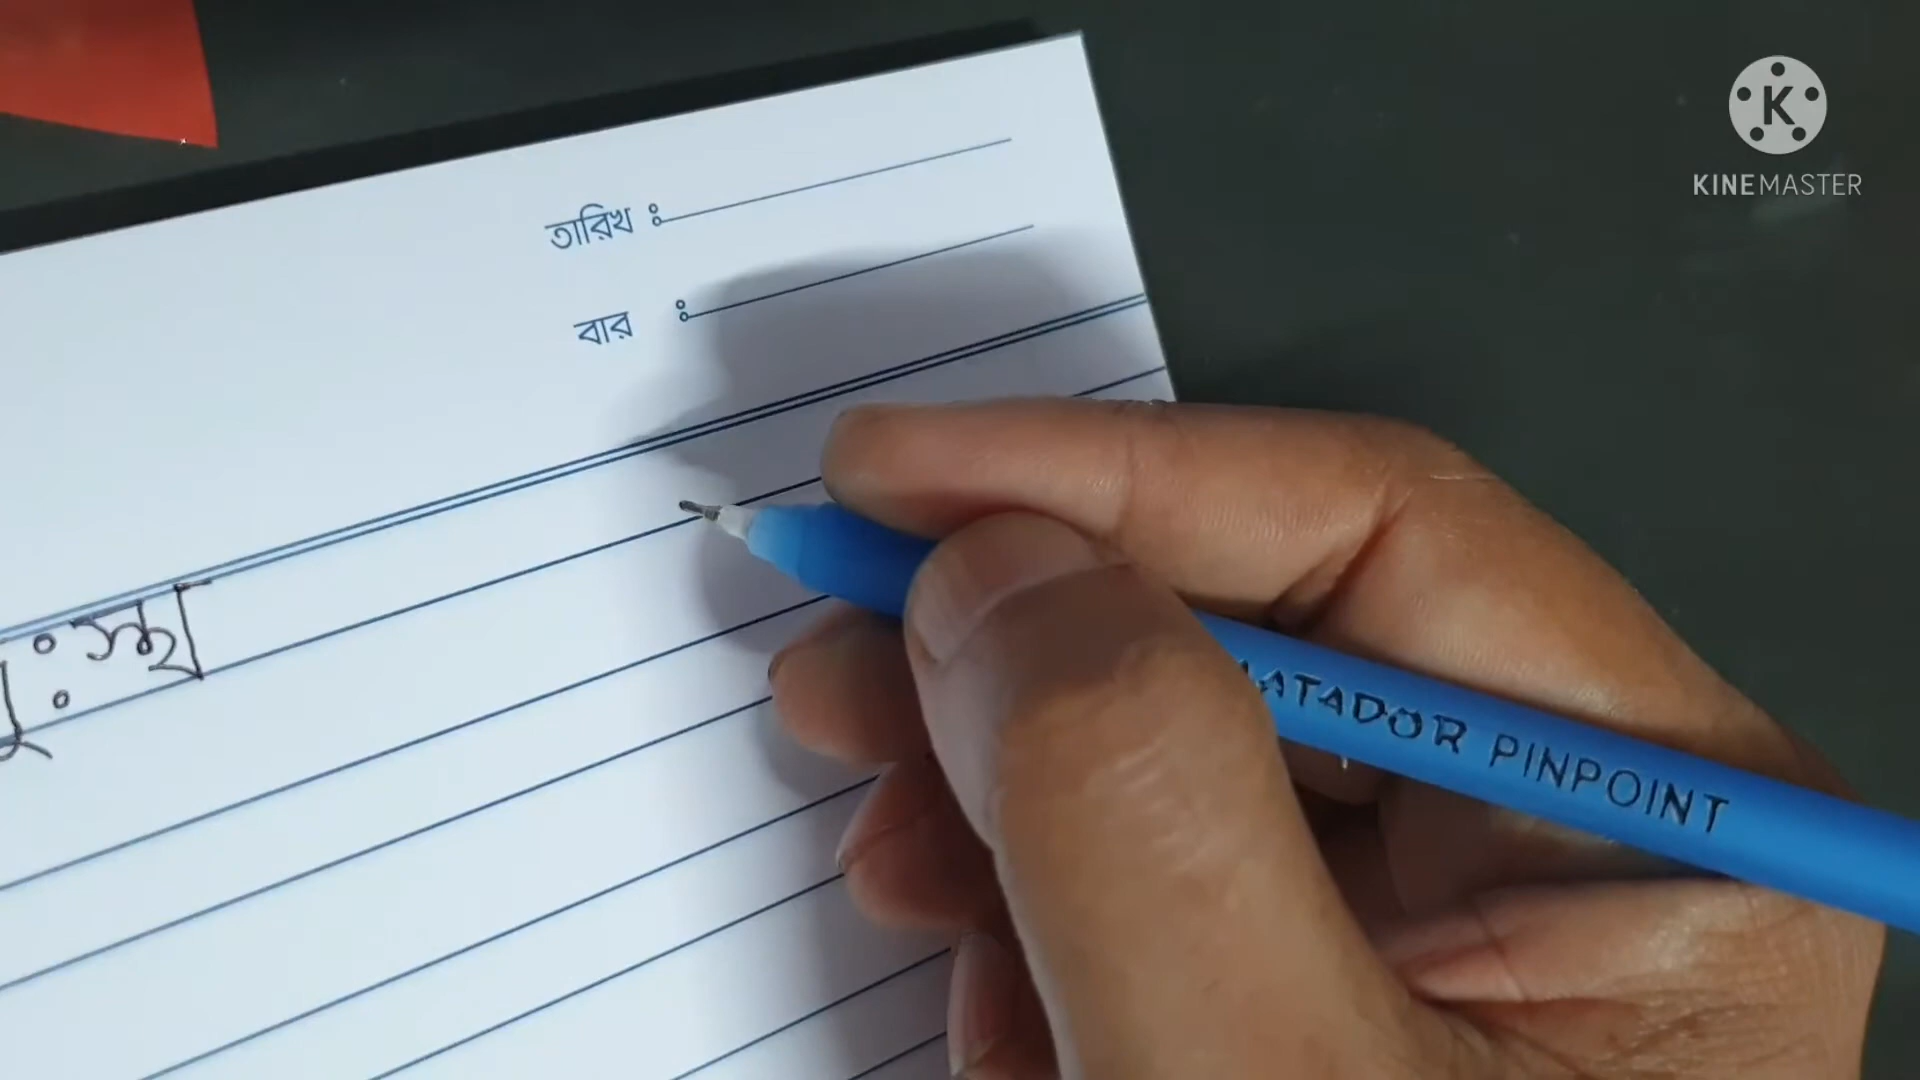 K
KINEMASTER
তারিখ ঃ
বার ঃ
MATADOR PINPOINT